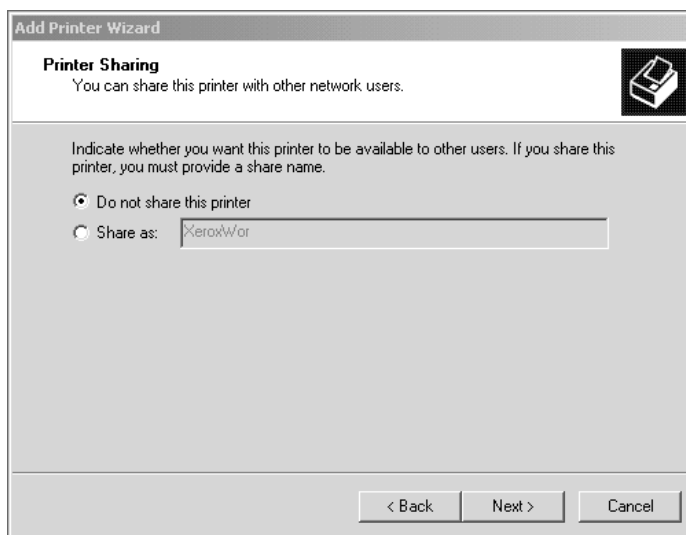 Add Printer Wizard
Printer Sharing
You can share this printer with other network users.
Indicate whether you want this printer to be available to other users. If you share this
printer, you must provide a share name.
Do not share this printer
Share as: XeroxWor
< Back Next > Cancel